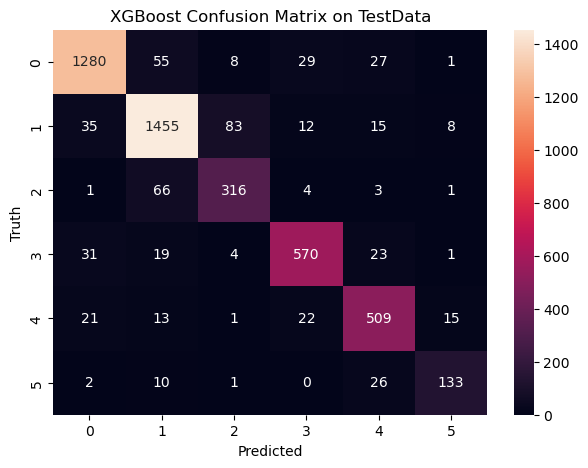 XGBoost Confusion Matrix on TestData
0 1280 55 8 29 27 1
1 35 1455 83 12 15 8
2 1 66 316 4 3 1
3 31 19 4 570 23 1
4 21 13 1 22 509 15
5 2 10 1 0 26 133
0 1 2 3 4 5
Predicted
Truth
1400
1200
1000
800
600
400
200
0